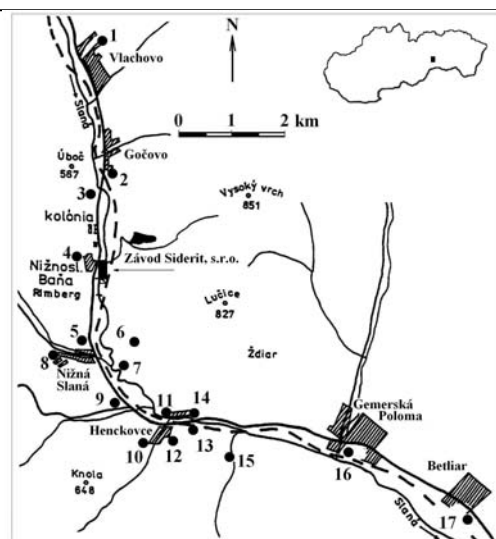 1
Vlachovo
N
Slaná
0 1 2 km
Gočovo
Úboč
567
2
3
Vysoký vrch
851
kolónia
4
Závod Siderit, s.r.o.
Nižnosl.
Baňa
Rimberg
Lučice
827
5
6
Ždiar
8
7
Nižná
Slaná
9
11
14
Gemerská
Poloma
Henckovce
13
10
12
15
16
Betliar
Knola
648
Slaná
17